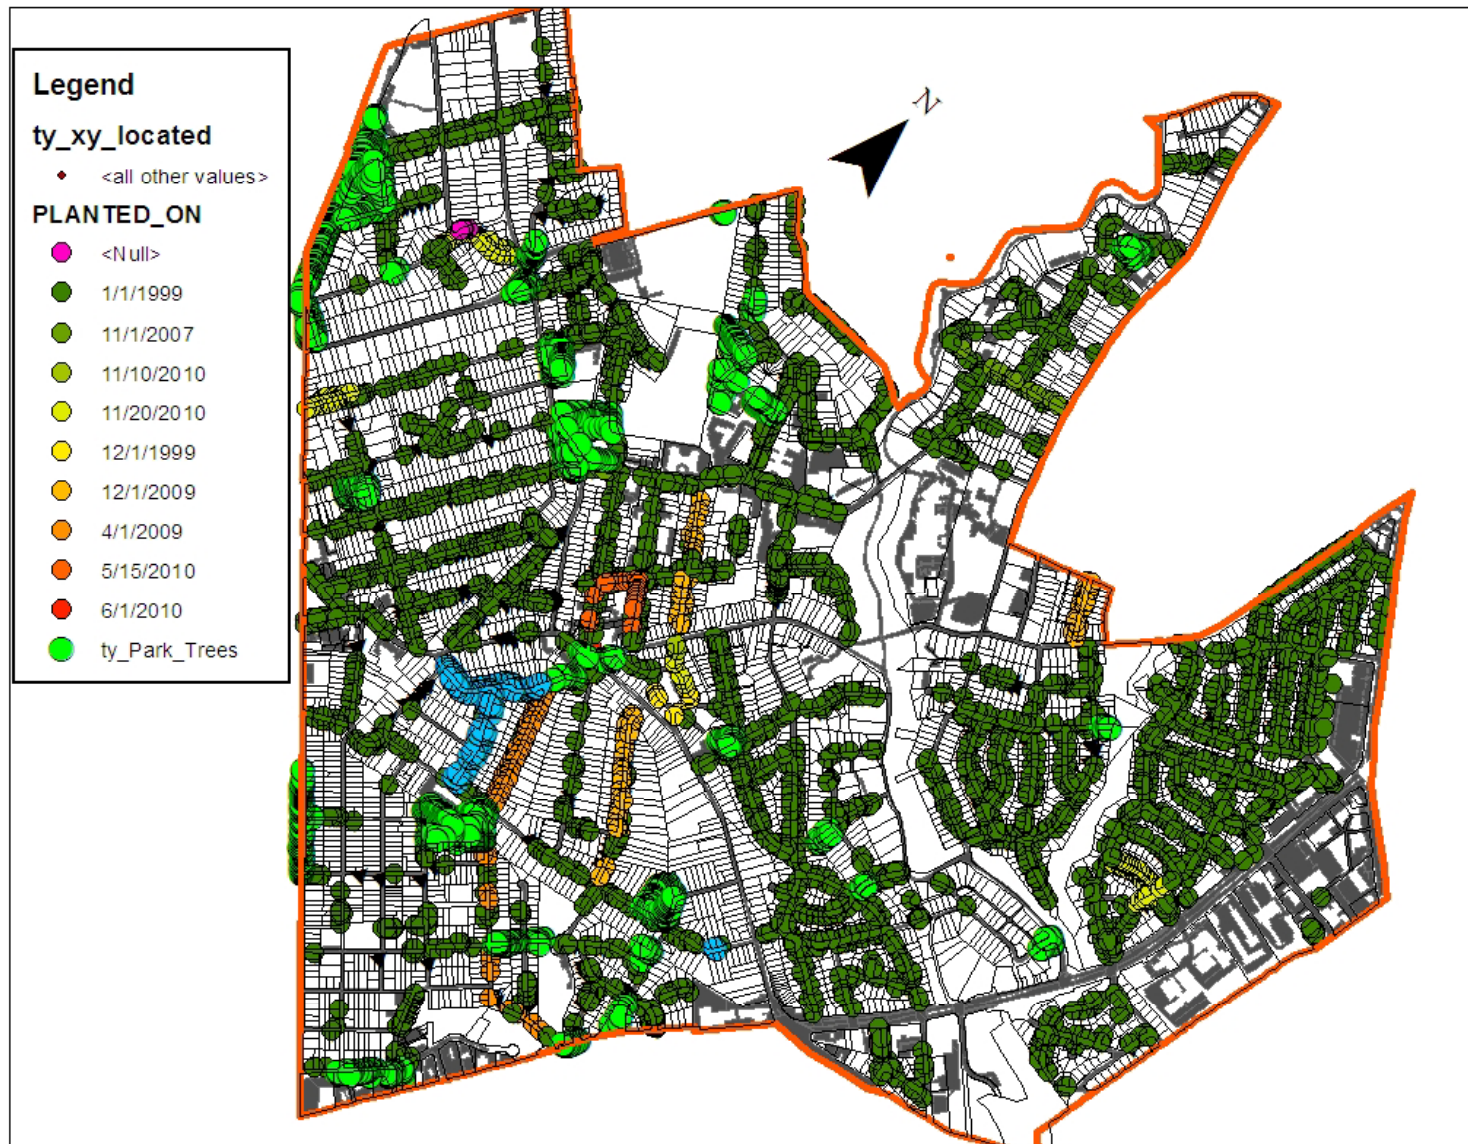 Legend
ty_xy_located
<all other values>
PLANTED_ON
<Null>
1/1/1999
11/1/2007
11/10/2010
11/20/2010
12/1/1999
12/1/2009
4/1/2009
5/15/2010
6/1/2010
ty_Park_Trees
N